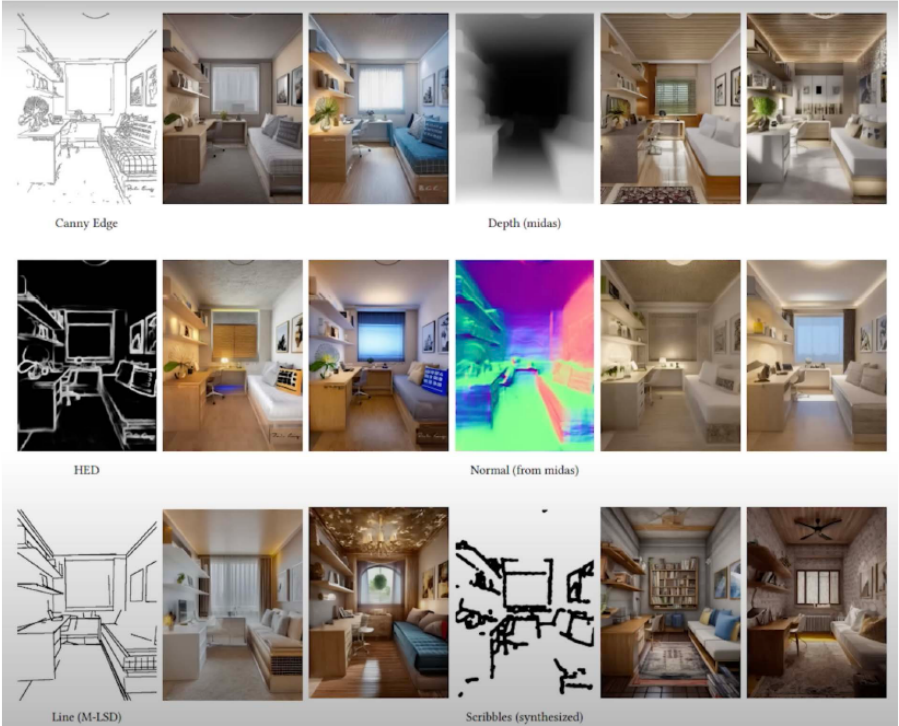 Canny Edge
Depth (midas)
HED
Normal (from midas)
Line (M-LSD)
Scribbles (synthesized)